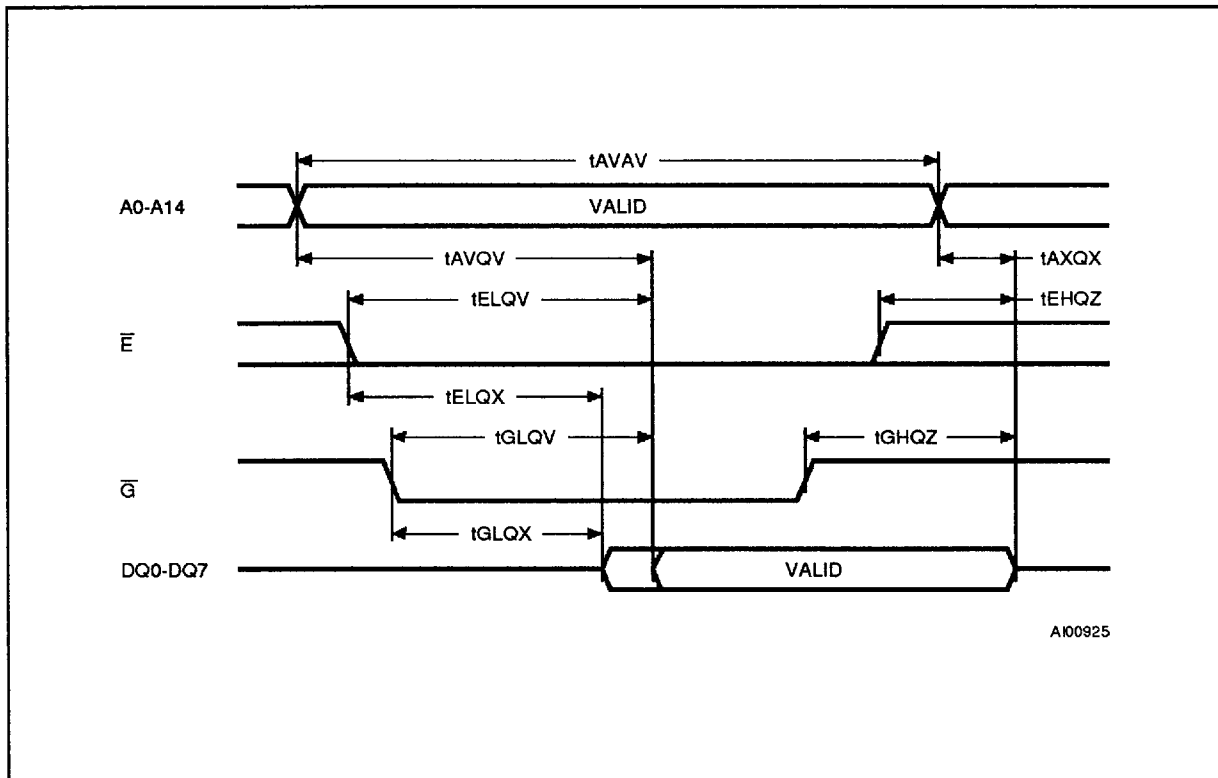 tAVAV
A0-A14 VALID
tAVQV tAXQX
tELQV tEHQZ
E̅
tELQX
tGLQV tGHQZ
G̅
tGLQX
DQ0-DQ7 VALID
AI00925